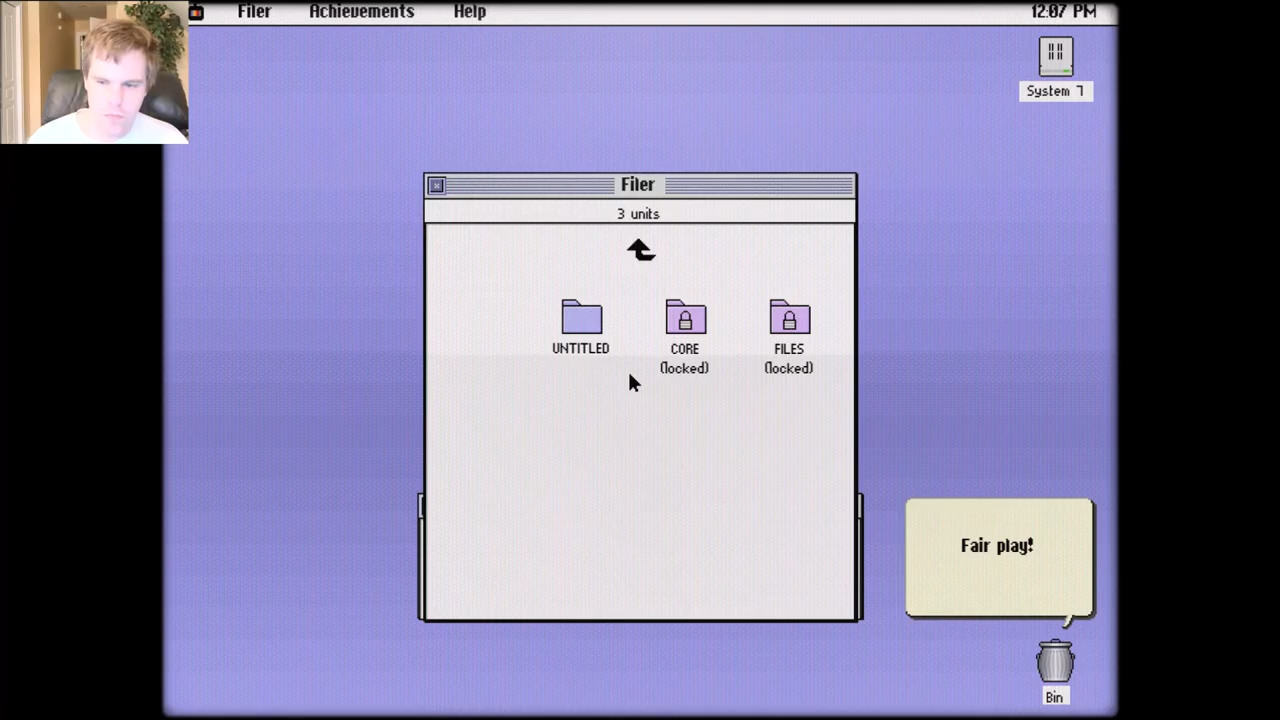 Filer Achievements Help 12:07 PM
System 7
Filer
3 units
UNTITLED CORE FILES
(locked) (locked)
Fair play!
Bin